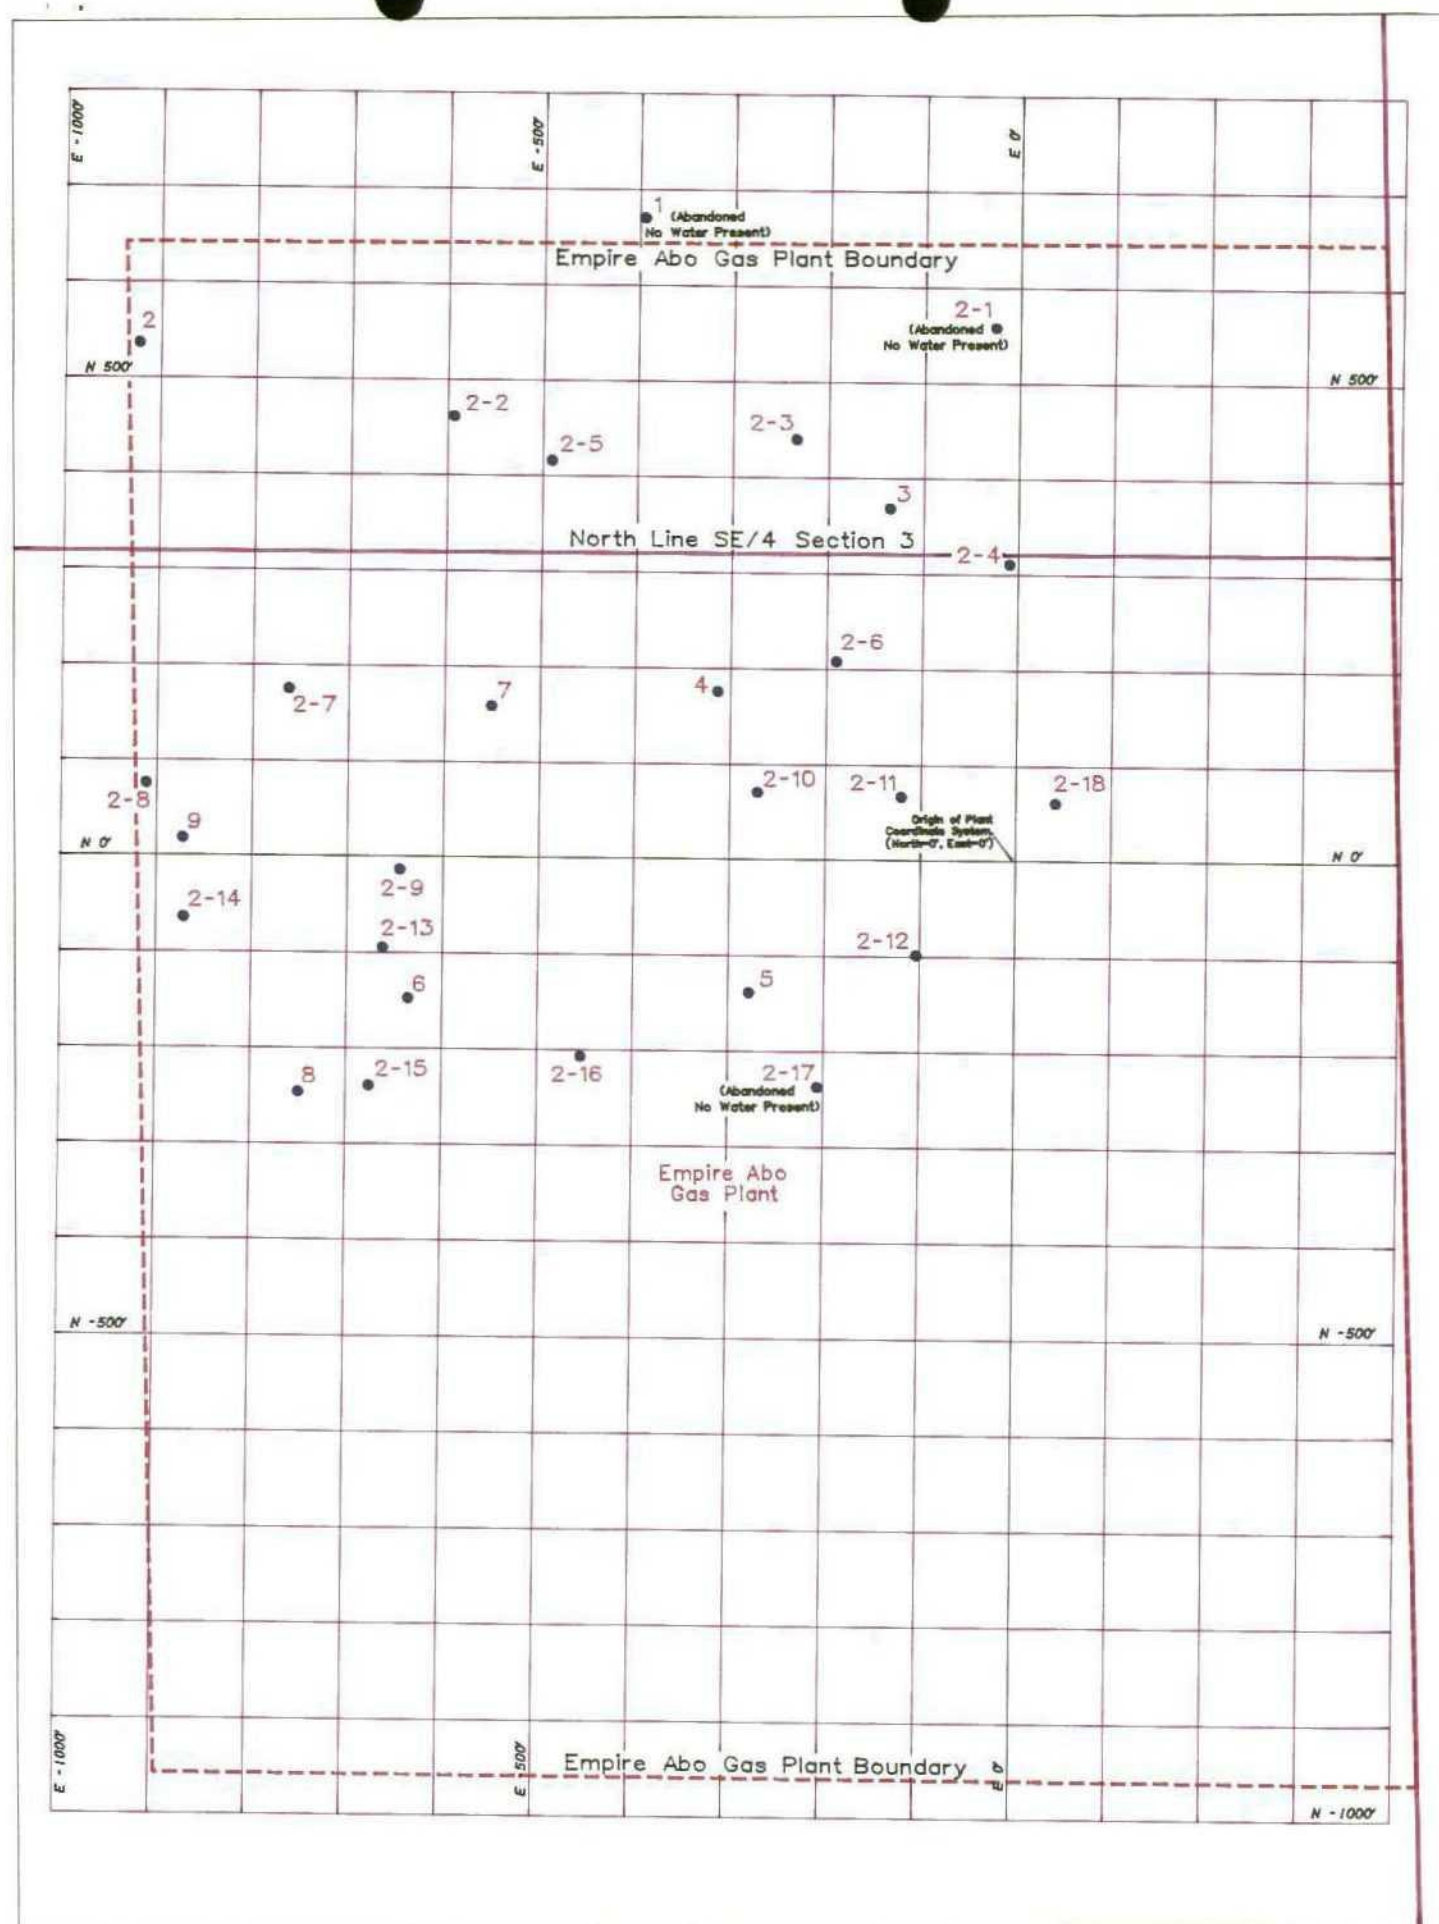 E -1000'
E -500'
E 0'
1 (Abandoned
No Water Present)
Empire Abo Gas Plant Boundary
2-1
(Abandoned
No Water Present)
2
N 500'
N 500'
2-2
2-3
2-5
3
North Line SE/4 Section 3
2-4
2-6
4
7
2-7
2-10
2-11
2-18
2-8
9
Origin of Plant
Coordinate System
(North=0', East=0')
N 0'
N 0'
2-9
2-14
2-13
2-12
6
5
8
2-15
2-16
2-17
(Abandoned
No Water Present)
Empire Abo
Gas Plant
N -500'
N -500'
E -1000'
E 500'
Empire Abo Gas Plant Boundary
E 0'
N -1000'